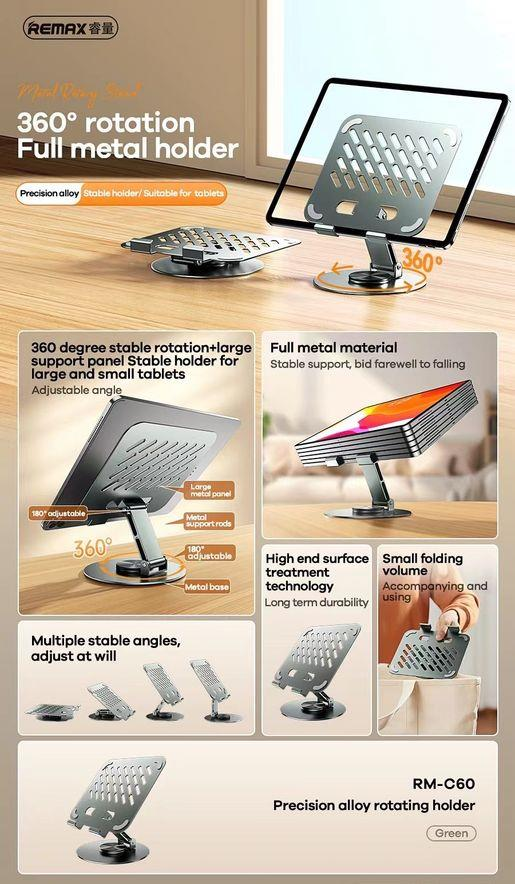 REMAX 睿量
Metal Rotary Stand
360° rotation
Full metal holder
Precision alloy Stable holder/ Suitable for tablets
360°
360 degree stable rotation+large
support panel Stable holder for
large and small tablets
Adjustable angle
Large
metal panel
180° adjustable
Metal
support rods
360°
180°
adjustable
Metal base
Full metal material
Stable support, bid farewell to falling
High end surface
treatment
technology
Long term durability
Small folding
volume
Accompanying and
using
Multiple stable angles,
adjust at will
RM-C60
Precision alloy rotating holder
Green